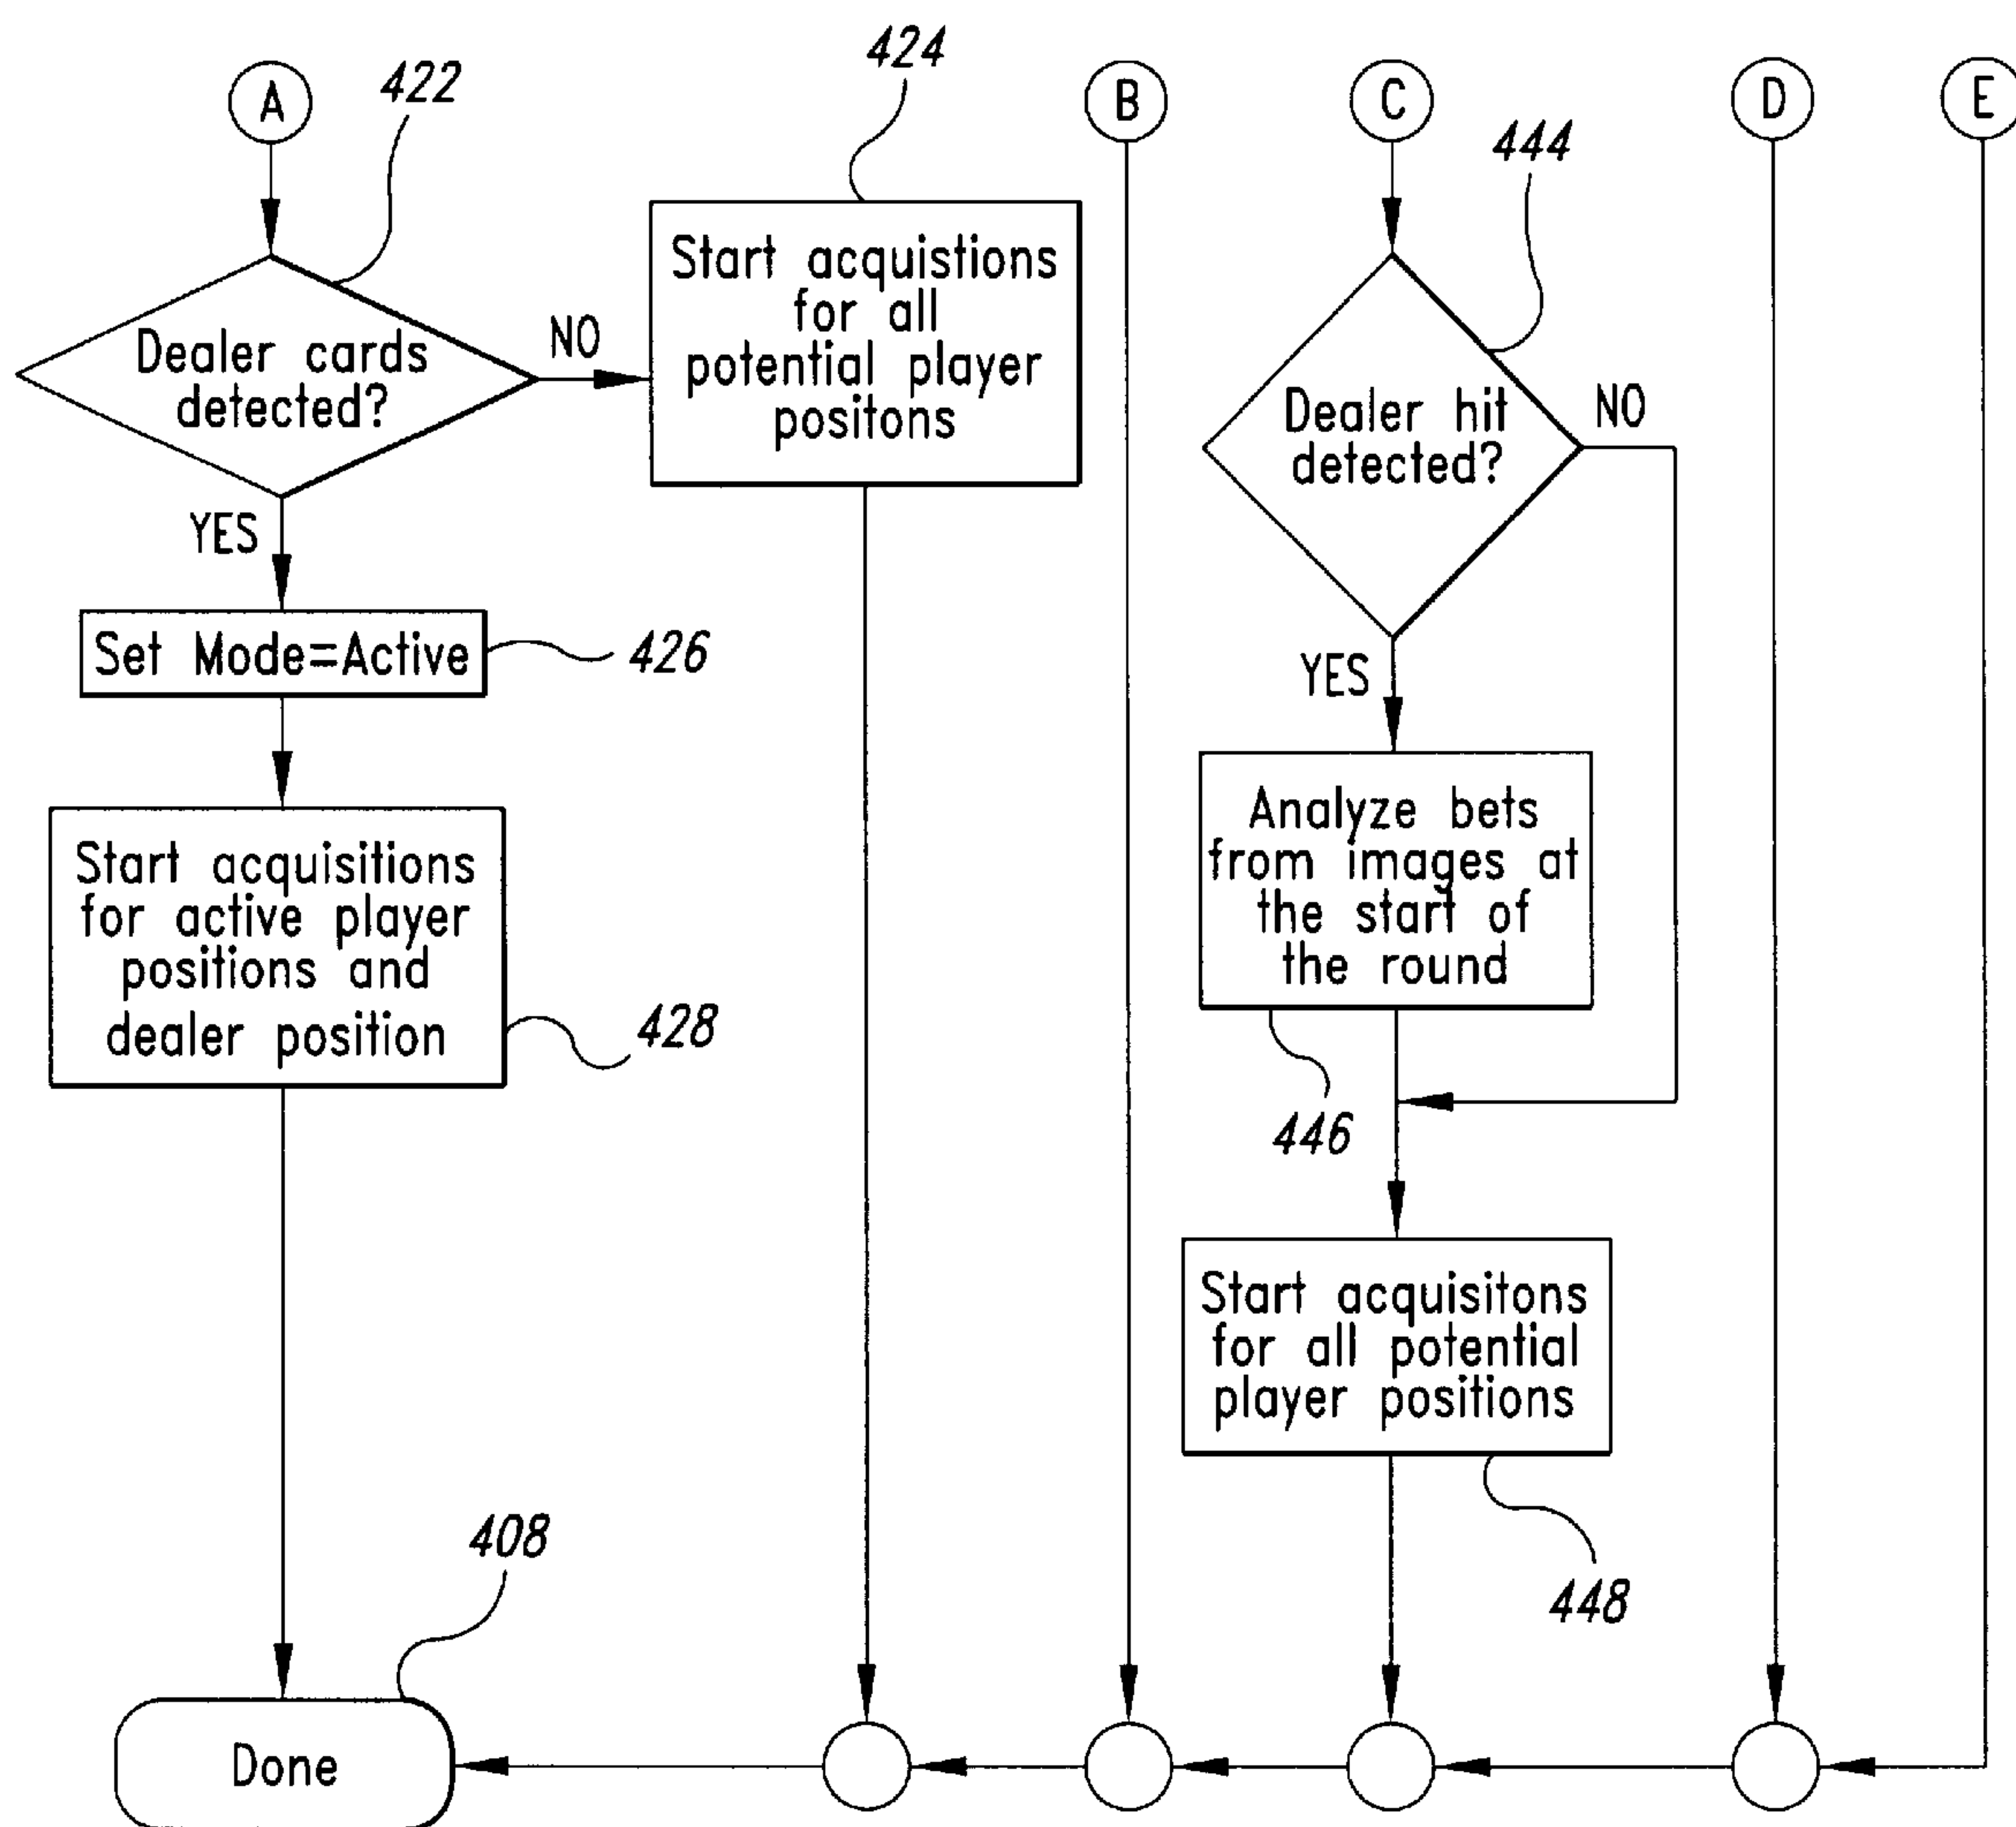 A
422
424
B
C
444
D
E
Dealer cards
detected?
NO
YES
Start acquistions
for all
potential player
positons
Set Mode=Active
426
Start acquisitions
for active player
positions and
dealer position
428
Dealer hit
detected?
NO
YES
Analyze bets
from images at
the start of
the round
446
Start acquisitons
for all potential
player positions
448
408
Done